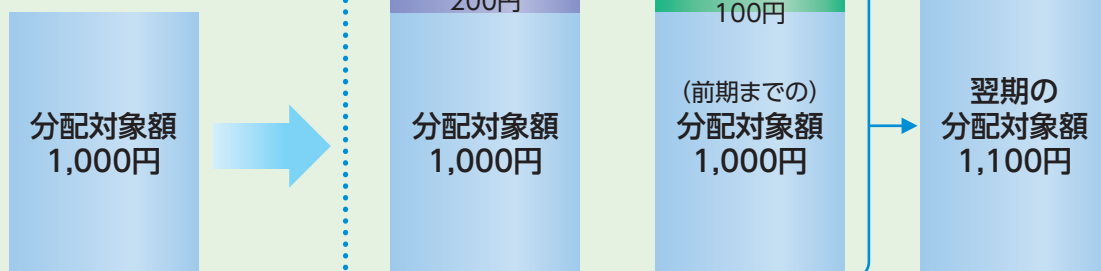 200円
100円
分配対象額
1,000円
分配対象額
1,000円
（前期までの）
分配対象額
1,000円
翌期の
分配対象額
1,100円